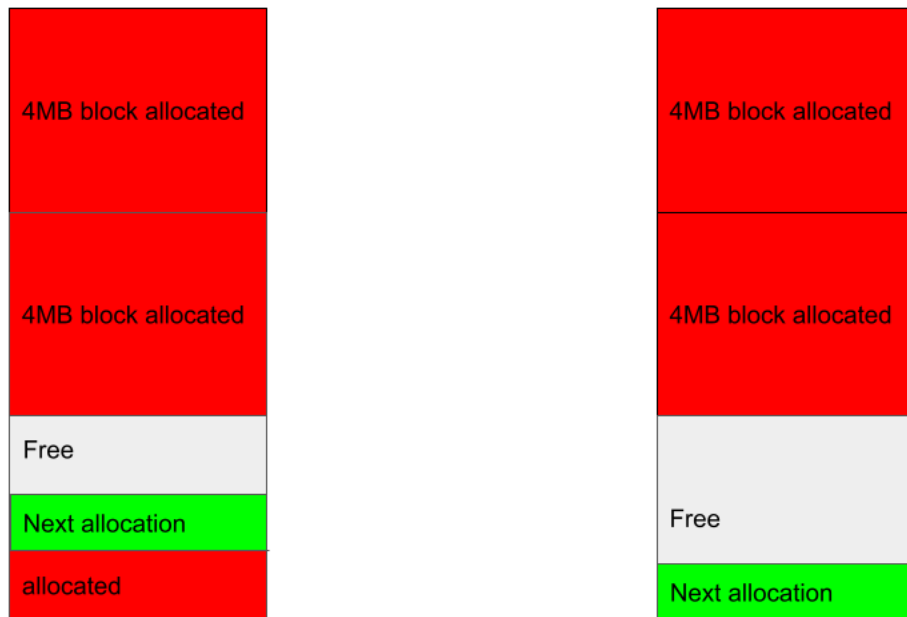 4MB block allocated
4MB block allocated
Free
Next allocation
allocated
4MB block allocated
4MB block allocated
Free
Next allocation